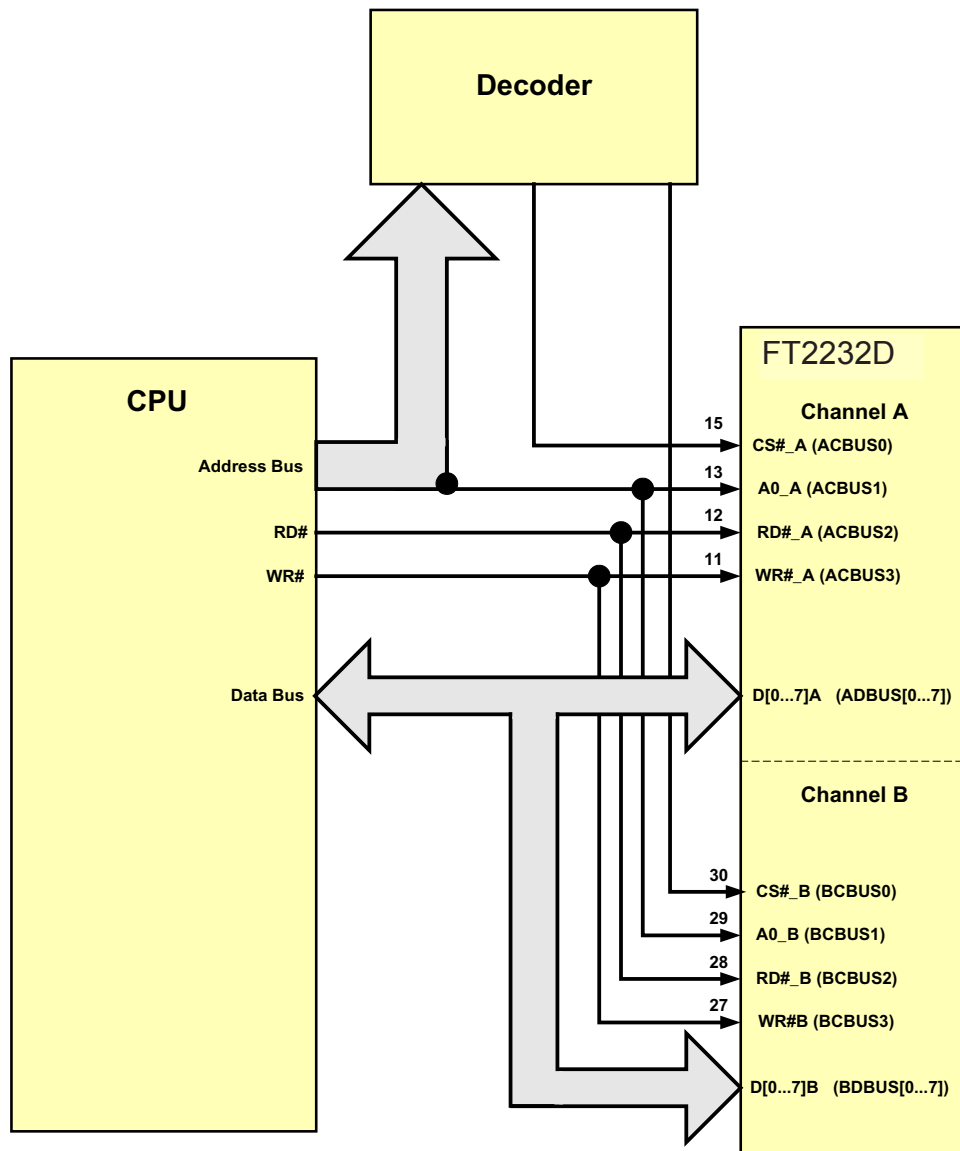 Decoder
FT2232D
CPU
Channel A
15
CS#_A (ACBUS0)
Address Bus
13
A0_A (ACBUS1)
12
RD#
RD#_A (ACBUS2)
11
WR#
WR#_A (ACBUS3)
Data Bus
D[0...7]A (ADBUS[0...7])
Channel B
30
CS#_B (BCBUS0)
29
A0_B (BCBUS1)
28
RD#_B (BCBUS2)
27
WR#B (BCBUS3)
D[0...7]B (BDBUS[0...7])